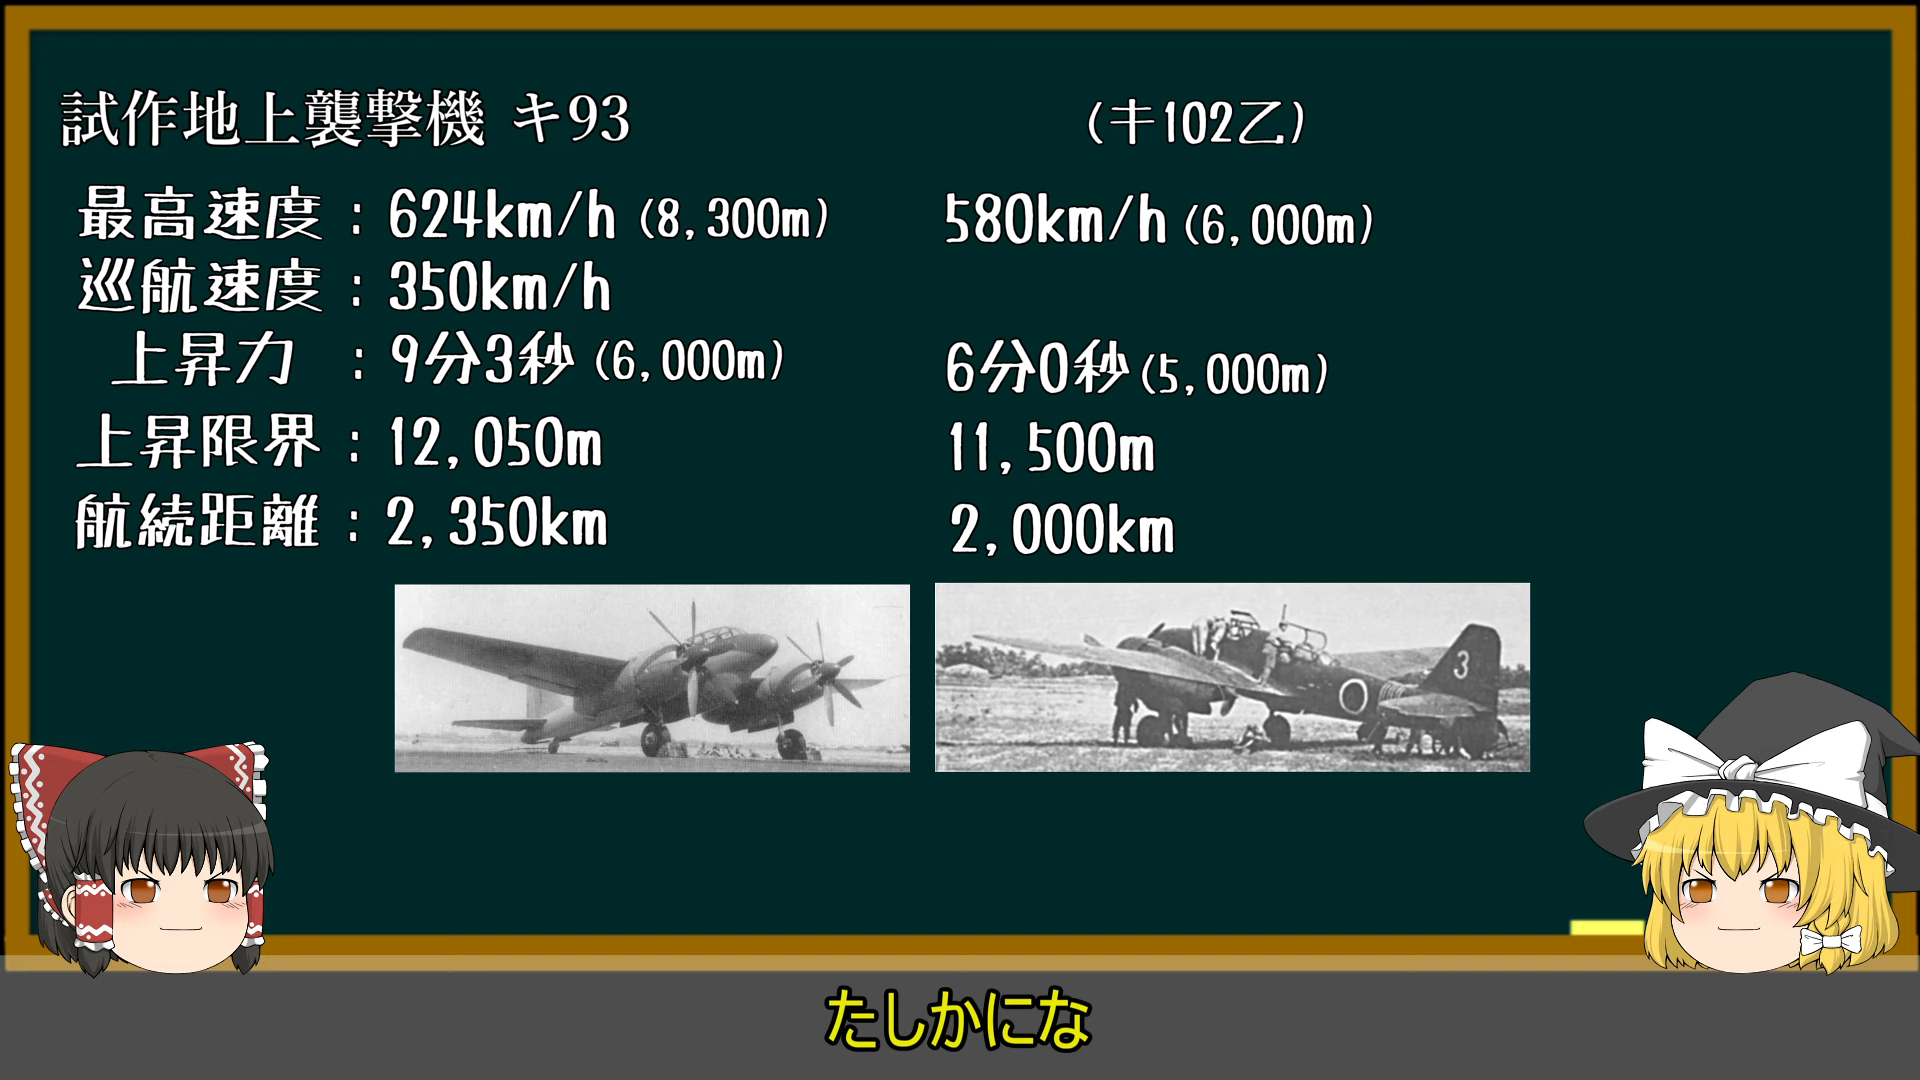 試作地上襲撃機 キ93 (キ102乙)
最高速度:624km/h (8,300m) 580km/h (6,000m)
巡航速度:350km/h
上昇力 :9分3秒 (6,000m) 6分0秒 (5,000m)
上昇限界:12,050m 11,500m
航続距離:2,350km 2,000km
3
たしかにな